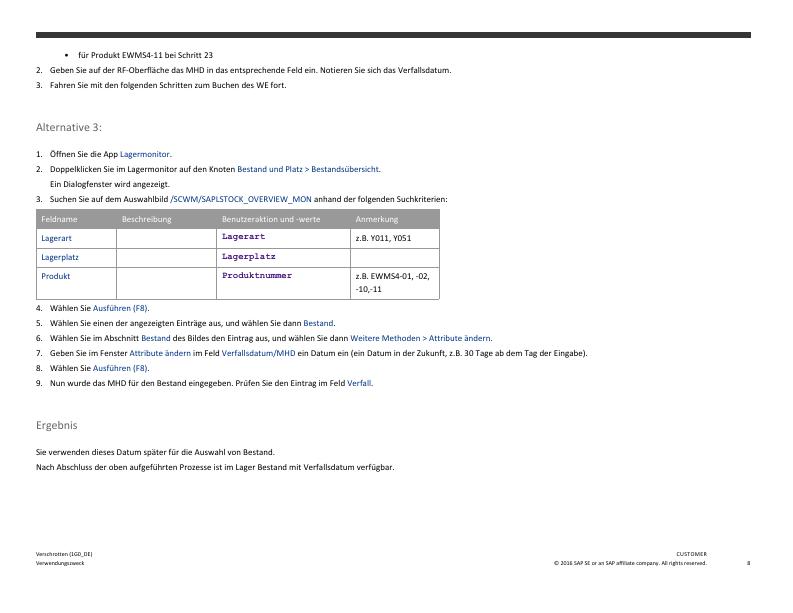 • für Produkt EWMS4-11 bei Schritt 23
2. Geben Sie auf der RF-Oberfläche das MHD in das entsprechende Feld ein. Notieren Sie sich das Verfallsdatum.
3. Fahren Sie mit den folgenden Schritten zum Buchen des WE fort.
Alternative 3:
1. Öffnen Sie die App Lagermonitor.
2. Doppelklicken Sie im Lagermonitor auf den Knoten Bestand und Platz > Bestandsübersicht.
Ein Dialogfenster wird angezeigt.
3. Suchen Sie auf dem Auswahlbild /SCWM/SAPLSTOCK_OVERVIEW_MON anhand der folgenden Suchkriterien:
Feldname Beschreibung Benutzeraktion und -werte Anmerkung
Lagerart Lagerart z.B. Y011, Y051
Lagerplatz Lagerplatz
Produkt Produktnummer z.B. EWMS4-01, -02,
-10,-11
4. Wählen Sie Ausführen (F8).
5. Wählen Sie einen der angezeigten Einträge aus, und wählen Sie dann Bestand.
6. Wählen Sie im Abschnitt Bestand des Bildes den Eintrag aus, und wählen Sie dann Weitere Methoden > Attribute ändern.
7. Geben Sie im Fenster Attribute ändern im Feld Verfallsdatum/MHD ein Datum ein (ein Datum in der Zukunft, z.B. 30 Tage ab dem Tag der Eingabe).
8. Wählen Sie Ausführen (F8).
9. Nun wurde das MHD für den Bestand eingegeben. Prüfen Sie den Eintrag im Feld Verfall.
Ergebnis
Sie verwenden dieses Datum später für die Auswahl von Bestand.
Nach Abschluss der oben aufgeführten Prozesse ist im Lager Bestand mit Verfallsdatum verfügbar.
Verschrotten (1G0_DE) CUSTOMER
Verwendungszweck © 2016 SAP SE or an SAP affiliate company. All rights reserved. 8